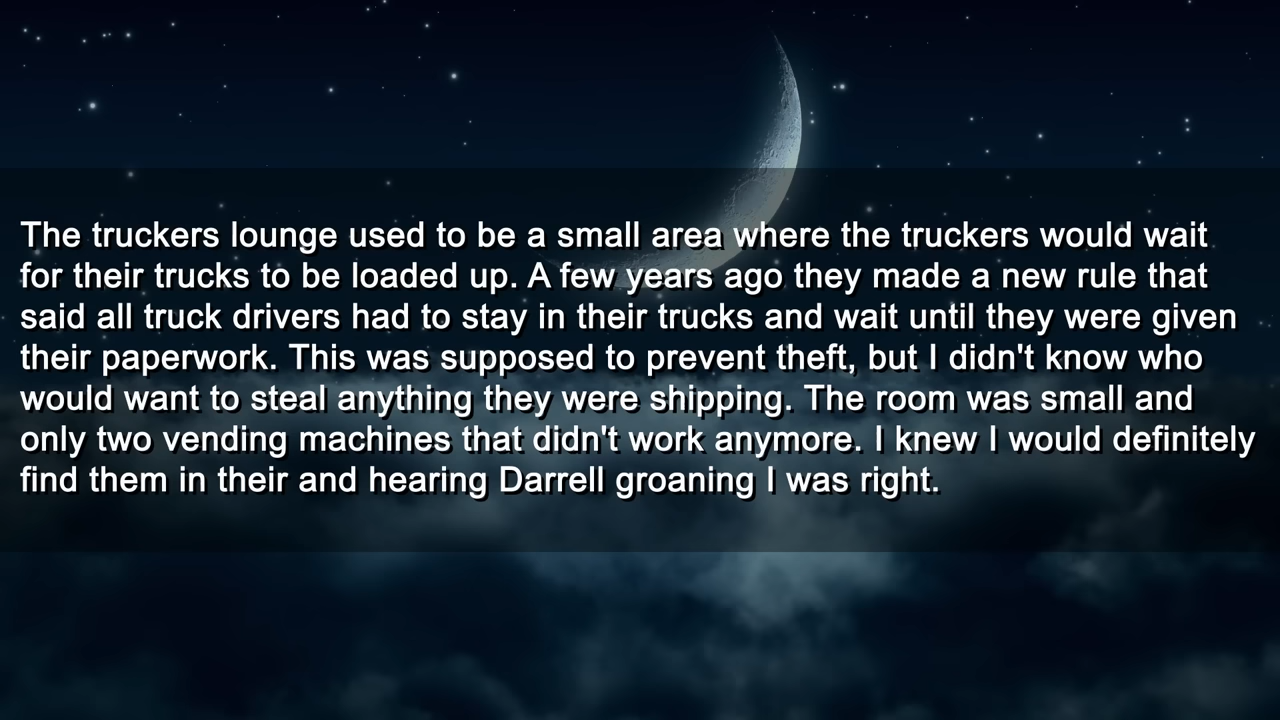 The truckers lounge used to be a small area where the truckers would wait
for their trucks to be loaded up. A few years ago they made a new rule that
said all truck drivers had to stay in their trucks and wait until they were given
their paperwork. This was supposed to prevent theft, but I didn't know who
would want to steal anything they were shipping. The room was small and
only two vending machines that didn't work anymore. I knew I would definitely
find them in their and hearing Darrell groaning I was right.